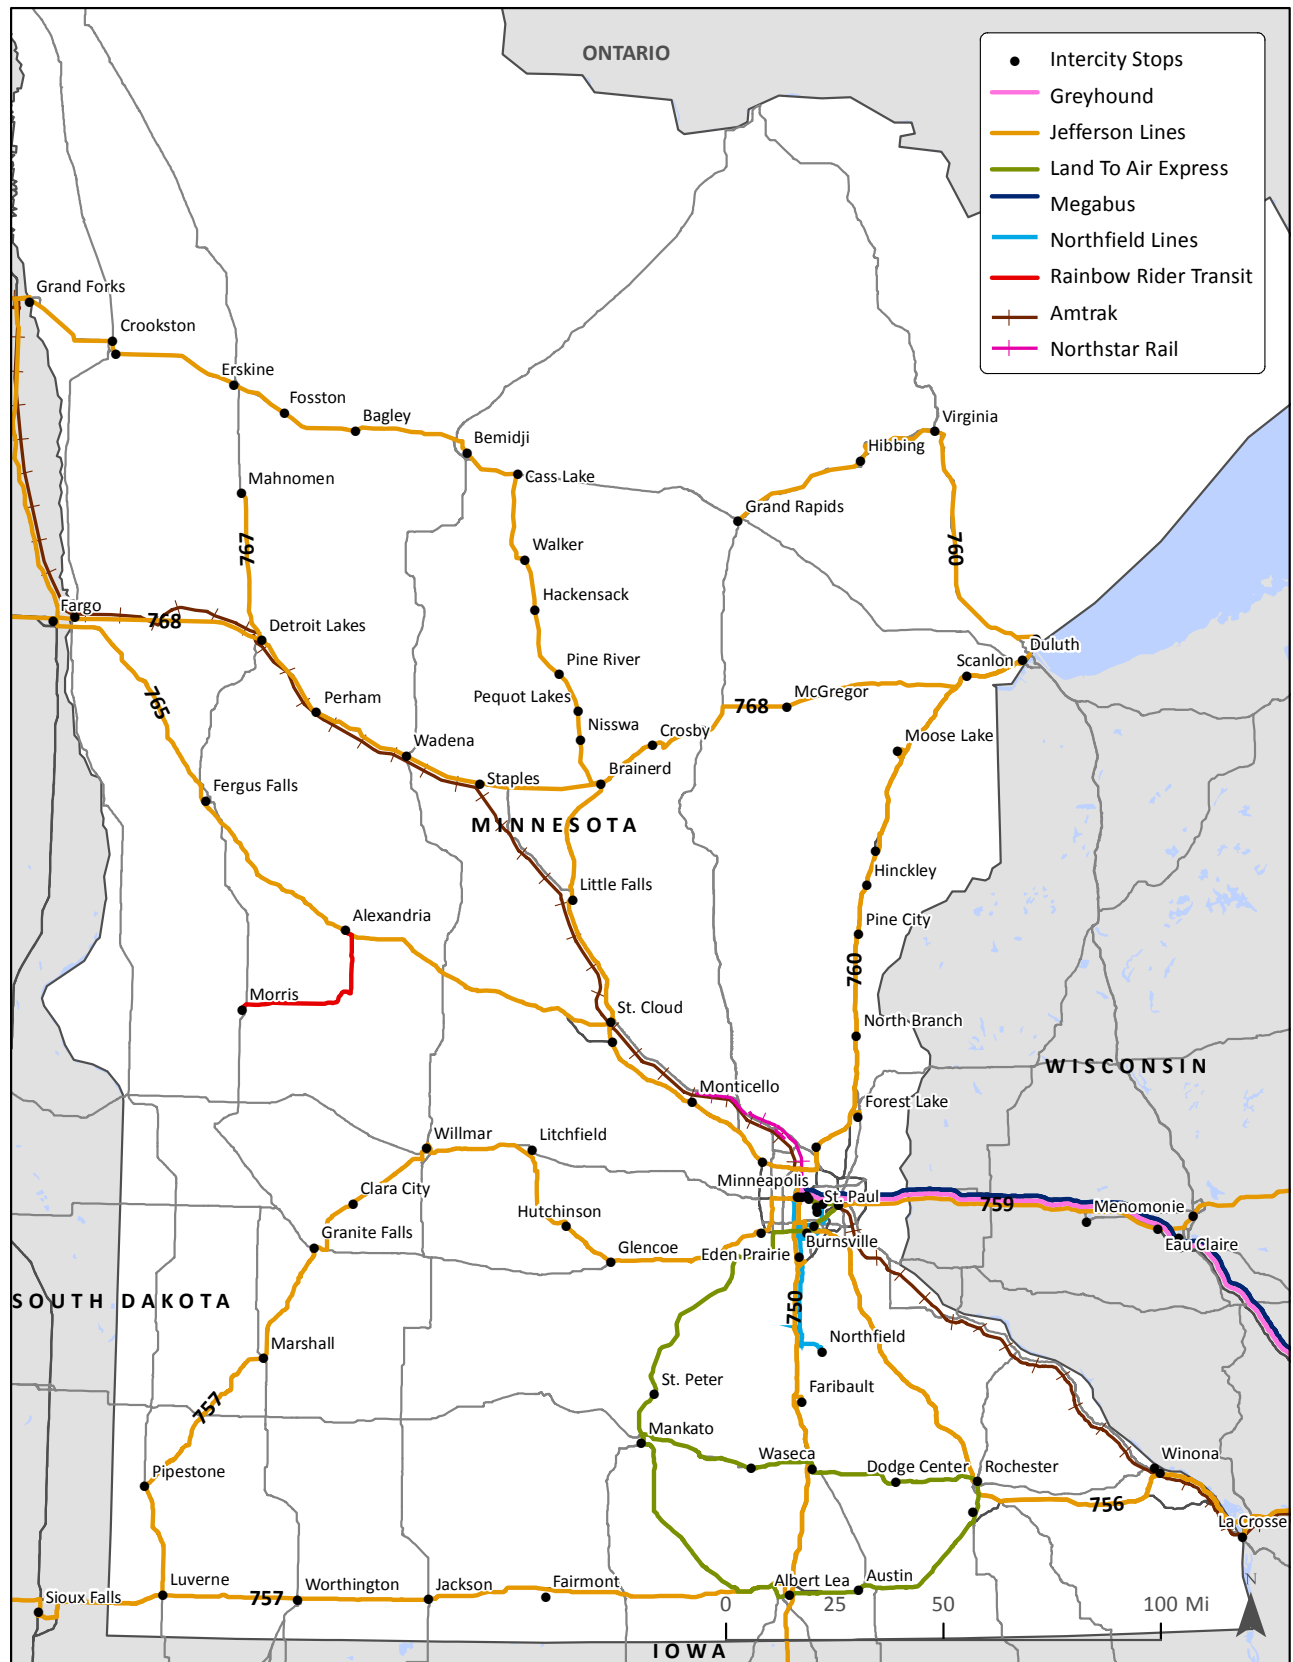 ONTARIO
Intercity Stops
Greyhound
Jefferson Lines
Land To Air Express
Megabus
Northfield Lines
Rainbow Rider Transit
Amtrak
Northstar Rail
Grand Forks
Crookston
Erskine
Fosston
Bagley
Bemidji
Cass Lake
Virginia
Hibbing
Grand Rapids
Mahnomen
767
760
Walker
Hackensack
Fargo
768
Detroit Lakes
Duluth
Scanlon
Pine River
Pequot Lakes
McGregor
768
765
Perham
Nisswa
Crosby
Moose Lake
Wadena
Staples
Brainerd
Fergus Falls
MINNESOTA
Hinckley
Little Falls
Alexandria
Pine City
760
Morris
St. Cloud
North Branch
WISCONSIN
Monticello
Forest Lake
Willmar
Litchfield
Minneapolis
St. Paul
759
Menomonie
Clara City
Hutchinson
Granite Falls
Glencoe
Eden Prairie
Burnsville
Eau Claire
SOUTH DAKOTA
750
Northfield
Marshall
St. Peter
Faribault
757
Mankato
Waseca
Dodge Center
Rochester
Winona
Pipestone
756
La Crosse
Sioux Falls
Luverne
757
Worthington
Jackson
Fairmont
Albert Lea
Austin
N
0 25 50 100 Mi
IOWA